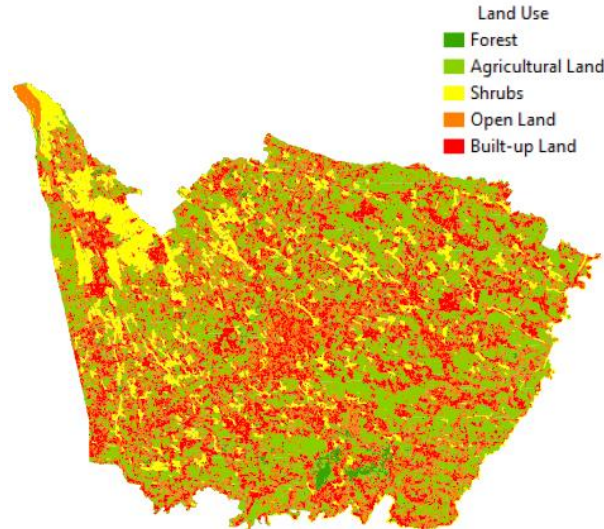 Land Use
Forest
Agricultural Land
Shrubs
Open Land
Built-up Land